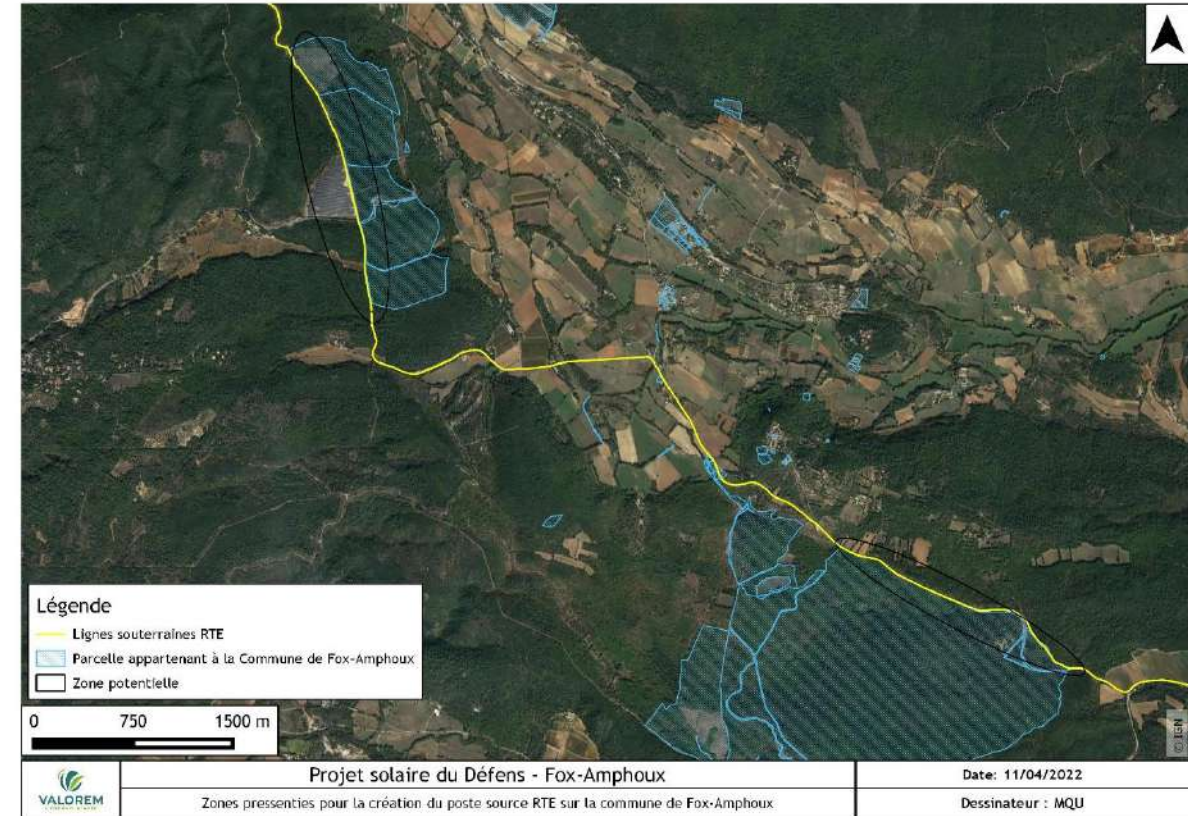 Légende
Lignes souterraines RTE
Parcelle appartenant à la Commune de Fox-Amphoux
Zone potentielle
0 750 1500 m
© IGN
VALOREM
Projet solaire du Défens - Fox-Amphoux
Zones pressenties pour la création du poste source RTE sur la commune de Fox-Amphoux
Date: 11/04/2022
Dessinateur : MQU